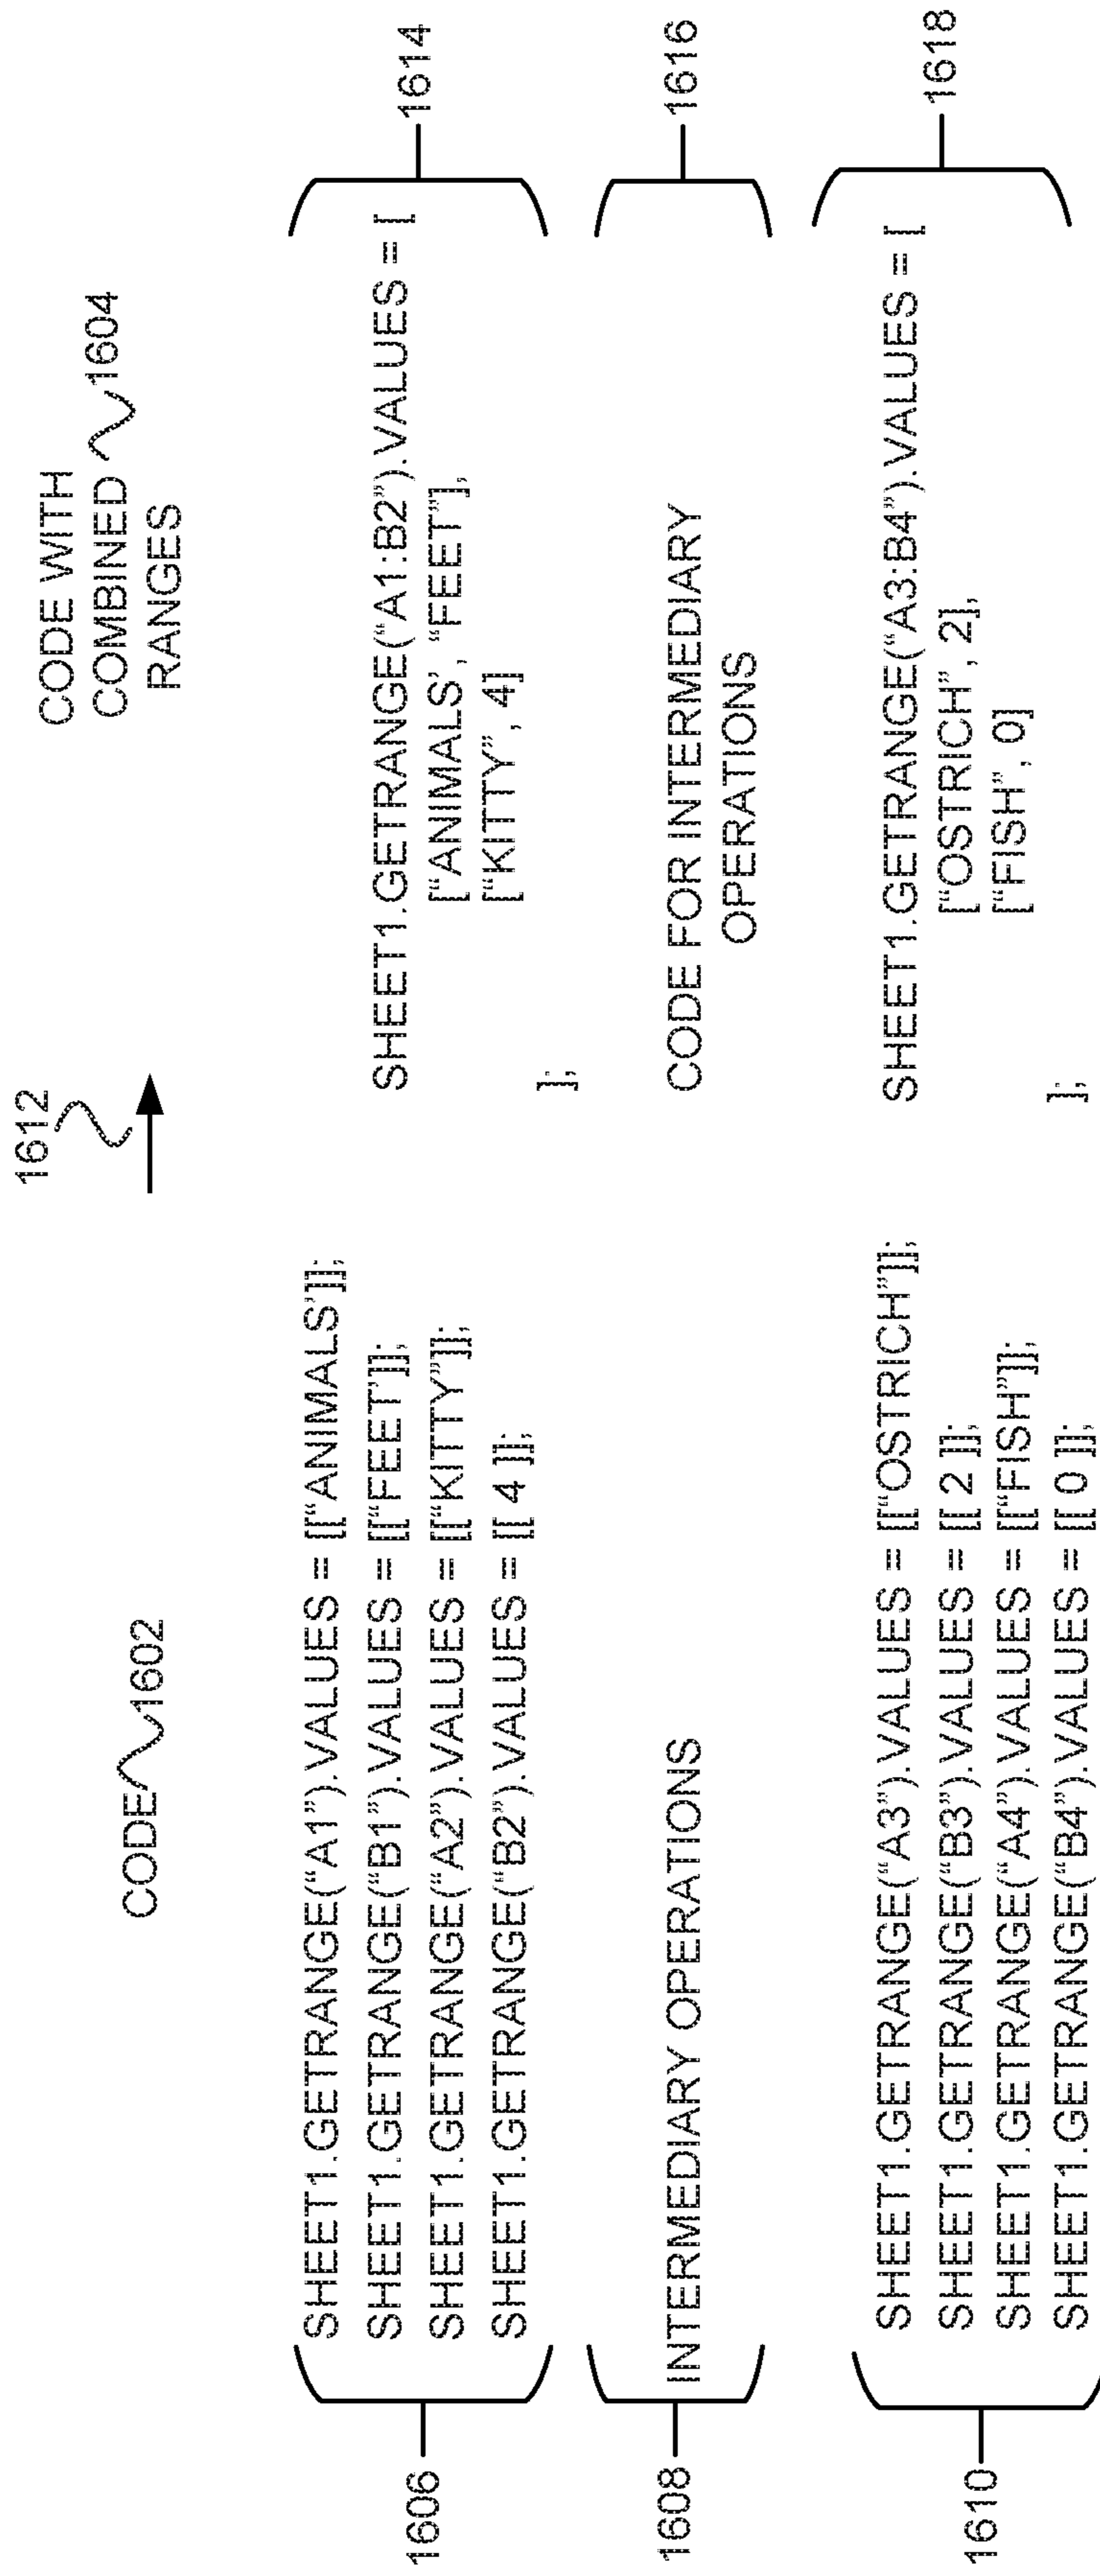 CODE 1602
1612
CODE WITH
COMBINED 1604
RANGES
1606
SHEET1.GETRANGE(“A1”).VALUES = [[“ANIMALS’]];
SHEET1.GETRANGE(“B1”).VALUES = [[“FEET’]];
SHEET1.GETRANGE(“A2”).VALUES = [[“KITTY”]];
SHEET1.GETRANGE(“B2”).VALUES = [[ 4 ]];
1608
INTERMEDIARY OPERATIONS
1610
SHEET1.GETRANGE(“A3”).VALUES = [[“OSTRICH”]];
SHEET1.GETRANGE(“B3”).VALUES = [[ 2 ]];
SHEET1.GETRANGE(“A4”).VALUES = [[“FISH”]];
SHEET1.GETRANGE(“B4”).VALUES = [[ 0 ]];
SHEET1.GETRANGE(“A1:B2”).VALUES = [
[“ANIMALS’, “FEET”],
[“KITTY”, 4]
];
1614
CODE FOR INTERMEDIARY
OPERATIONS
1616
SHEET1.GETRANGE(“A3:B4”).VALUES = [
[“OSTRICH”, 2],
[“FISH”, 0]
];
1618